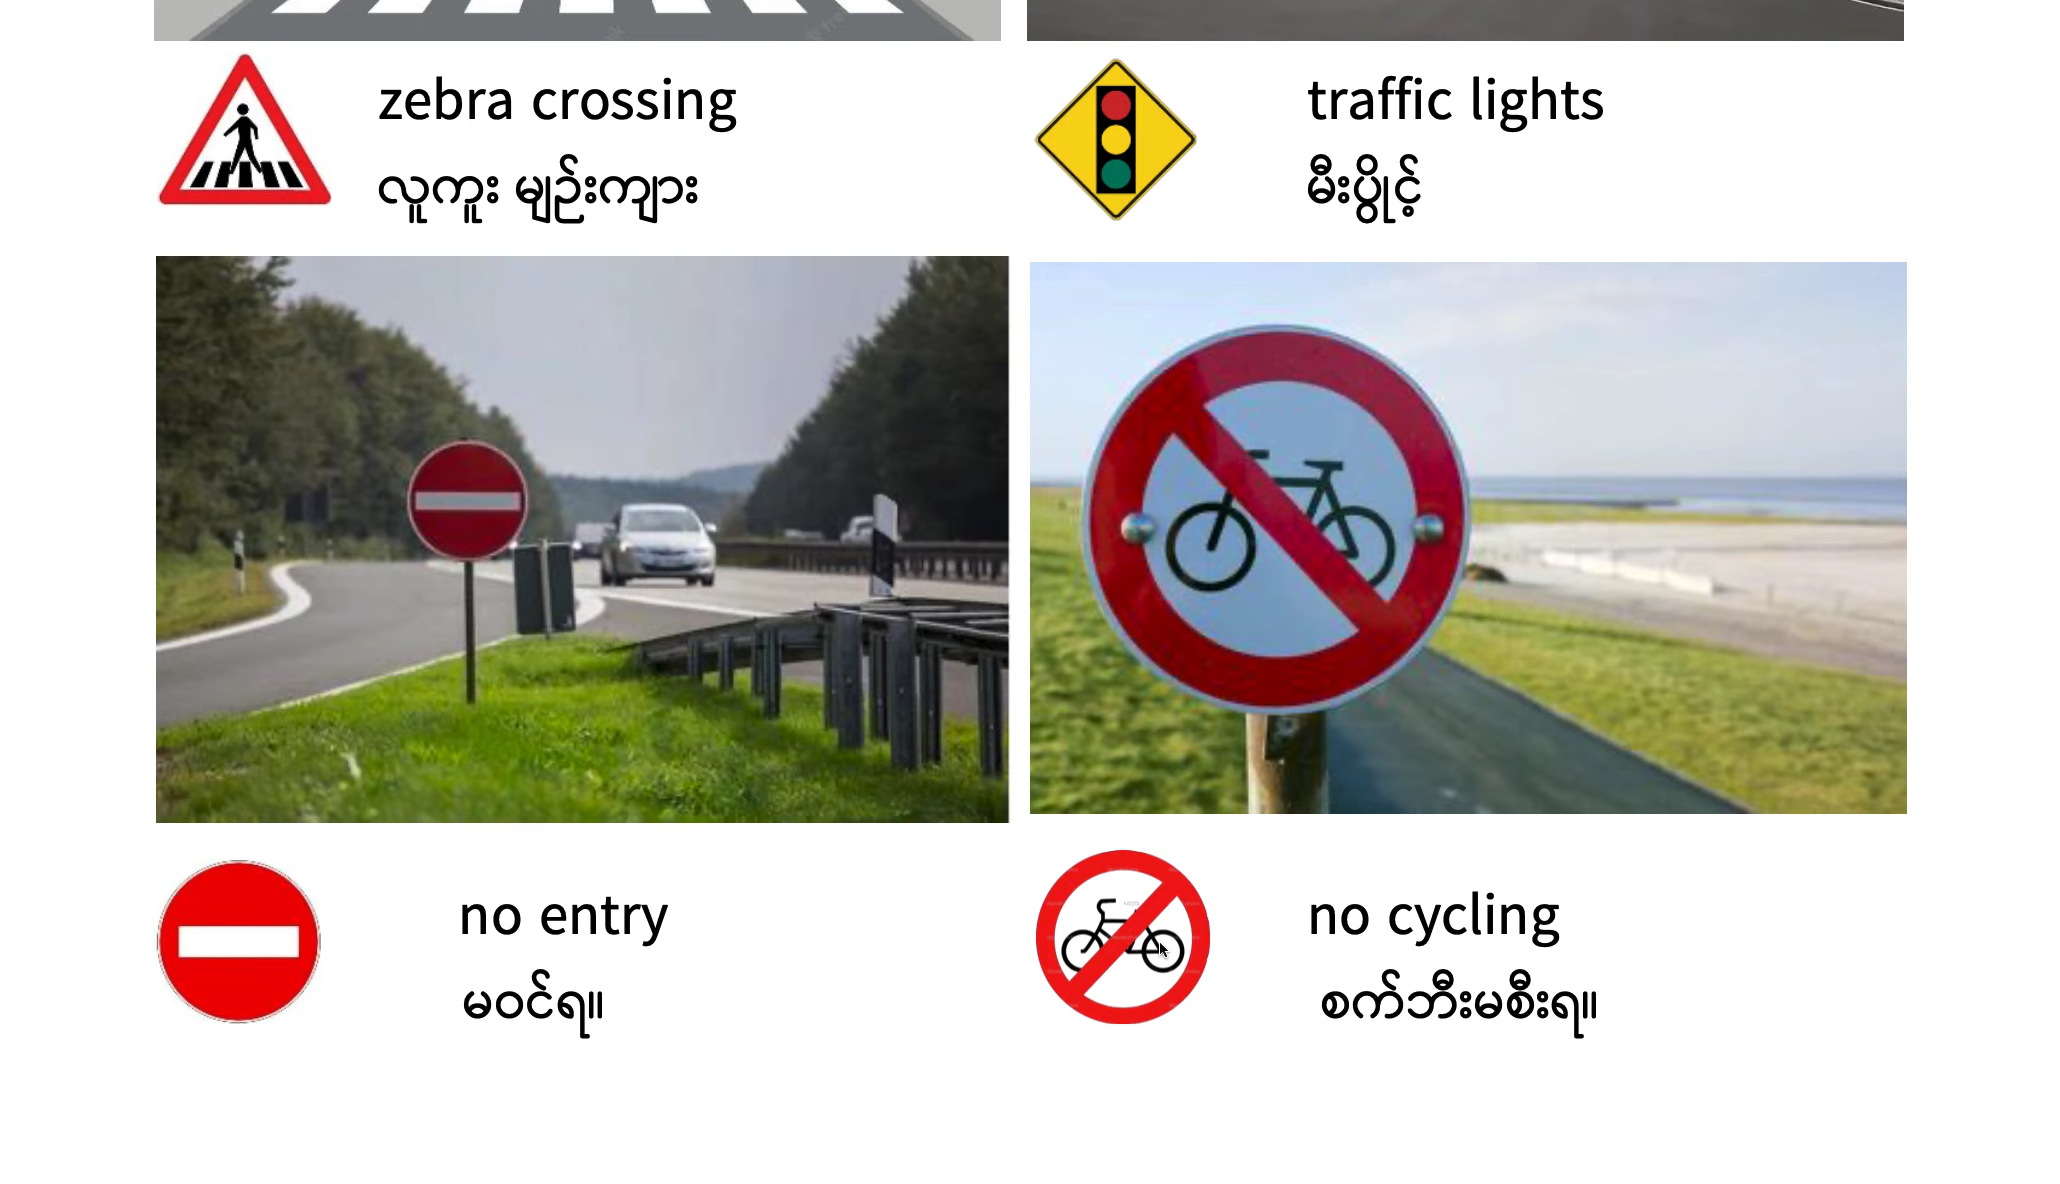 zebra crossing
လူကူး မျဉ်းကျား
traffic lights
မီးပွိုင့်
no entry
မဝင်ရ။
no cycling
စက်ဘီးမစီးရ။